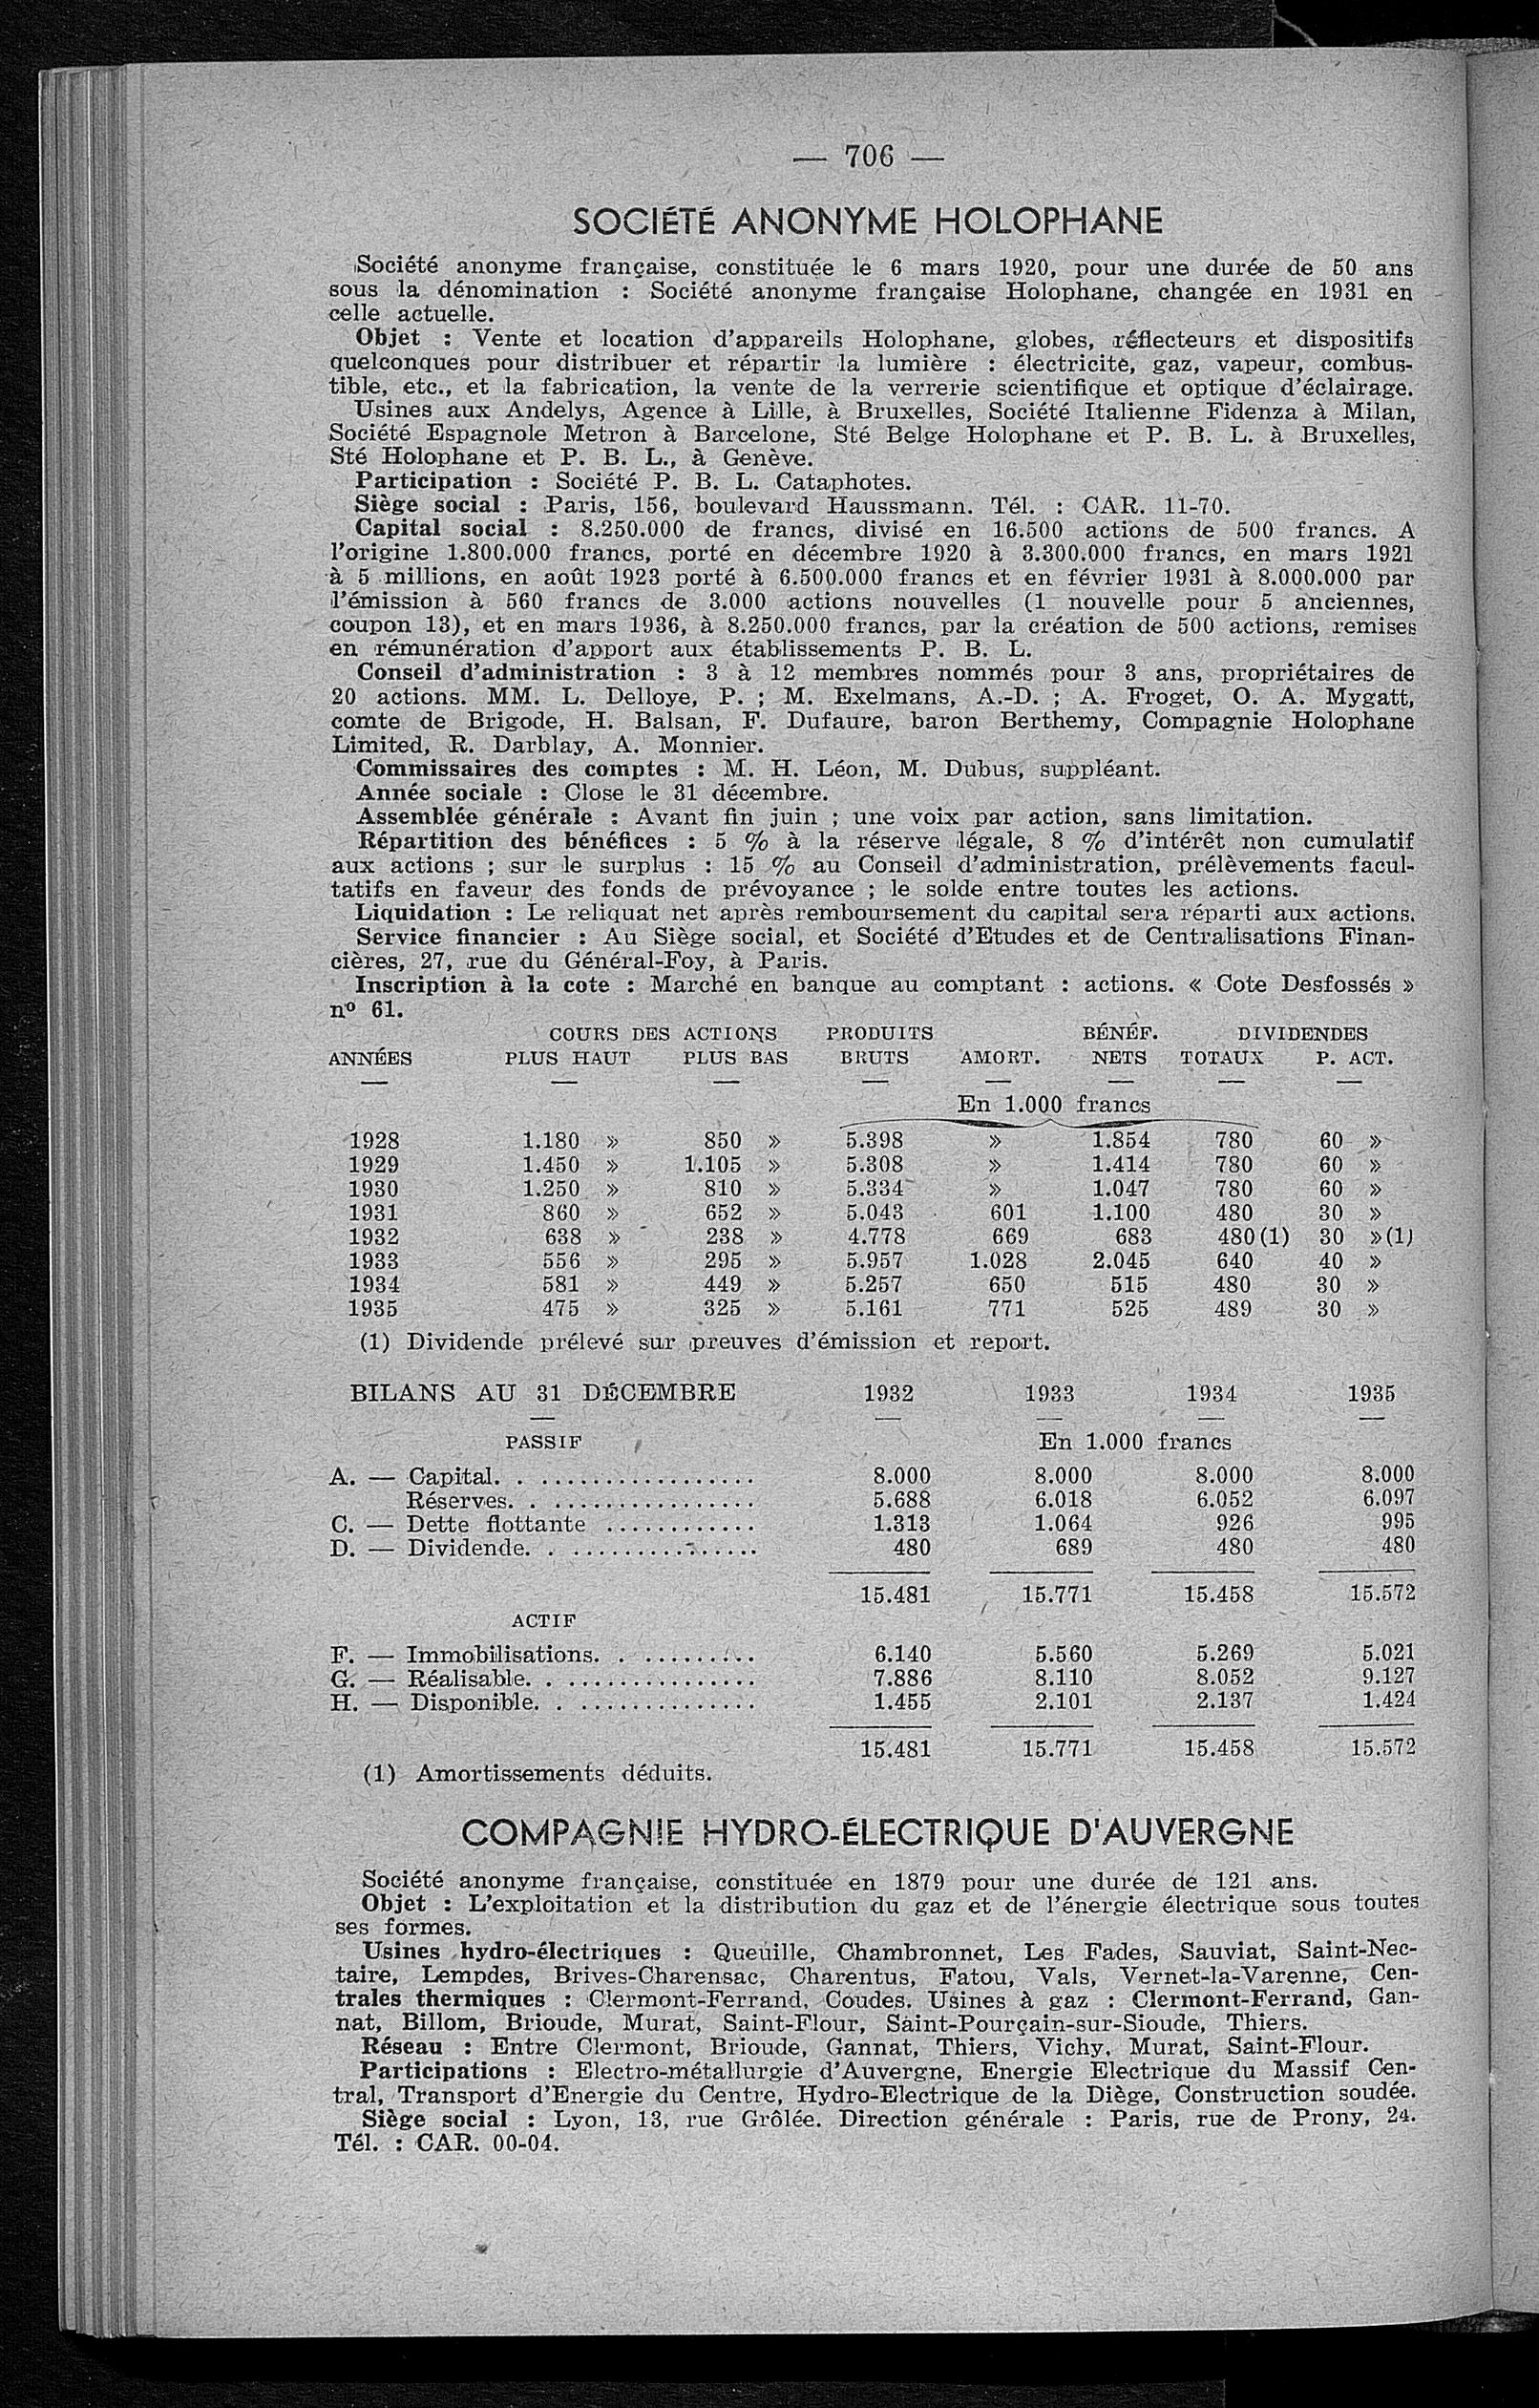 — 706 —
SOCIÉTÉ ANONYME HOLOPHANE
Société anonyme française, constituée le 6 mars 1920, pour une durée de 50 ans
sous la dénomination : Société anonyme française Holophane, changée en 1931 en
celle actuelle.
Objet : Vente et location d'appareils Holophane, globes, réflecteurs et dispositifs
quelconques pour distribuer et répartir la lumière : électricité, gaz, vapeur, combus-
tible, etc., et la fabrication, la vente de la verrerie scientifique et optique d'éclairage.
Usines aux Andelys, Agence à Lille, à Bruxelles, Société Italienne Fidenza à Milan,
Société Espagnole Metron à Barcelone, Sté Belge Holophane et P. B. L. à Bruxelles,
Sté Holophane et P. B. L., à Genève.
Participation : Société P. B. L. Cataphotes.
Siège social : Paris, 156, boulevard Haussmann. Tél. : CAR. 11-70.
Capital social : 8.250.000 de francs, divisé en 16.500 actions de 500 francs. A
l'origine 1.800.000 francs, porté en décembre 1920 à 3.300.000 francs, en mars 1921
à 5 millions, en août 1923 porté à 6.500.000 francs et en février 1931 à 8.000.000 par
l'émission à 560 francs de 3.000 actions nouvelles (1 nouvelle pour 5 anciennes,
coupon 13), et en mars 1936, à 8.250.000 francs, par la création de 500 actions, remises
en rémunération d'apport aux établissements P. B. L.
Conseil d'administration : 3 à 12 membres nommés pour 3 ans, propriétaires de
20 actions. MM. L. Delloye, P. ; M. Exelmans, A.-D. ; A. Froget, O. A. Mygatt,
comte de Brigode, H. Balsan, F. Dufaure, baron Berthemy, Compagnie Holophane
Limited, R. Darblay, A. Monnier.
Commissaires des comptes : M. H. Léon, M. Dubus, suppléant.
Année sociale : Close le 31 décembre.
Assemblée générale : Avant fin juin ; une voix par action, sans limitation.
Répartition des bénéfices : 5 % à la réserve légale, 8 % d'intérêt non cumulatif
aux actions ; sur le surplus : 15 % au Conseil d'administration, prélèvements facul-
tatifs en faveur des fonds de prévoyance ; le solde entre toutes les actions.
Liquidation : Le reliquat net après remboursement du capital sera réparti aux actions.
Service financier : Au Siège social, et Société d'Etudes et de Centralisations Finan-
cières, 27, rue du Général-Foy, à Paris.
Inscription à la cote : Marché en banque au comptant : actions. « Cote Desfossés »
nº 61.
COURS DES ACTIONS PRODUITS BÉNÉF. DIVIDENDES
ANNÉES PLUS HAUT PLUS BAS BRUTS AMORT. NETS TOTAUX P. ACT.
En 1.000 francs
1928 1.180 » 850 » 5.398 » 1.854 780 60 »
1929 1.450 » 1.105 » 5.308 » 1.414 780 60 »
1930 1.250 » 810 » 5.334 » 1.047 780 60 »
1931 860 » 652 » 5.043 601 1.100 480 30 »
1932 638 » 238 » 4.778 669 683 480 (1) 30 » (1)
1933 556 » 295 » 5.957 1.028 2.045 640 40 »
1934 581 » 449 » 5.257 650 515 480 30 »
1935 475 » 325 » 5.161 771 525 489 30 »
(1) Dividende prélevé sur preuves d'émission et report.
BILANS AU 31 DÉCEMBRE 1932 1933 1934 1935
PASSIF En 1.000 francs
A. — Capital. . . . . . . . . . . . . . . . . . 8.000 8.000 8.000 8.000
Réserves. . . . . . . . . . . . . . . . . . 5.688 6.018 6.052 6.097
C. — Dette flottante . . . . . . . . . . . . 1.313 1.064 926 995
D. — Dividende. . . . . . . . . . . . . . . . 480 689 480 480
15.481 15.771 15.458 15.572
ACTIF
F. — Immobilisations. . . . . . . . . . . 6.140 5.560 5.269 5.021
G. — Réalisable. . . . . . . . . . . . . . . . 7.886 8.110 8.052 9.127
H. — Disponible. . . . . . . . . . . . . . . . 1.455 2.101 2.137 1.424
15.481 15.771 15.458 15.572
(1) Amortissements déduits.
COMPAGNIE HYDRO-ÉLECTRIQUE D'AUVERGNE
Société anonyme française, constituée en 1879 pour une durée de 121 ans.
Objet : L'exploitation et la distribution du gaz et de l'énergie électrique sous toutes
ses formes.
Usines hydro-électriques : Queuille, Chambronnet, Les Fades, Sauviat, Saint-Nec-
taire, Lempdes, Brives-Charensac, Charentus, Fatou, Vals, Vernet-la-Varenne, Cen-
trales thermiques : Clermont-Ferrand, Coudes. Usines à gaz : Clermont-Ferrand, Gan-
nat, Billom, Brioude, Murat, Saint-Flour, Saint-Pourçain-sur-Sioude, Thiers.
Réseau : Entre Clermont, Brioude, Gannat, Thiers, Vichy, Murat, Saint-Flour.
Participations : Electro-métallurgie d'Auvergne, Energie Electrique du Massif Cen-
tral, Transport d'Energie du Centre, Hydro-Electrique de la Diège, Construction soudée.
Siège social : Lyon, 13, rue Grôlée. Direction générale : Paris, rue de Prony, 24.
Tél. : CAR. 00-04.